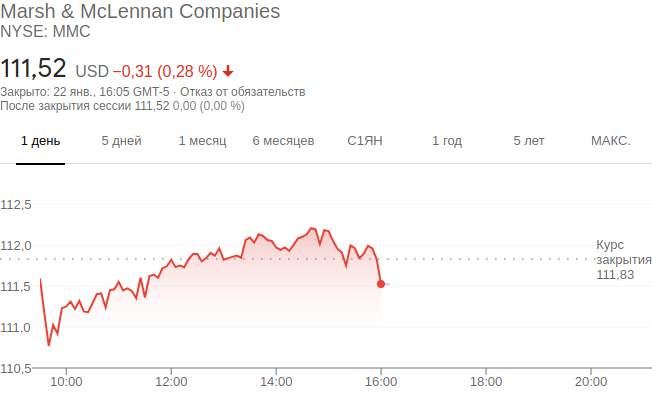 Marsh & McLennan Companies
NYSE: MMC
111,52 USD −0,31 (0,28 %)
Закрыто: 22 янв., 16:05 GMT-5 · Отказ от обязательств
После закрытия сессии 111,52 0,00 (0,00 %)
1 день 5 дней 1 месяц 6 месяцев С1ЯН 1 год 5 лет МАКС.
112,5
112,0
111,5
111,0
110,5
Курс
закрытия
111,83
10:00 12:00 14:00 16:00 18:00 20:00